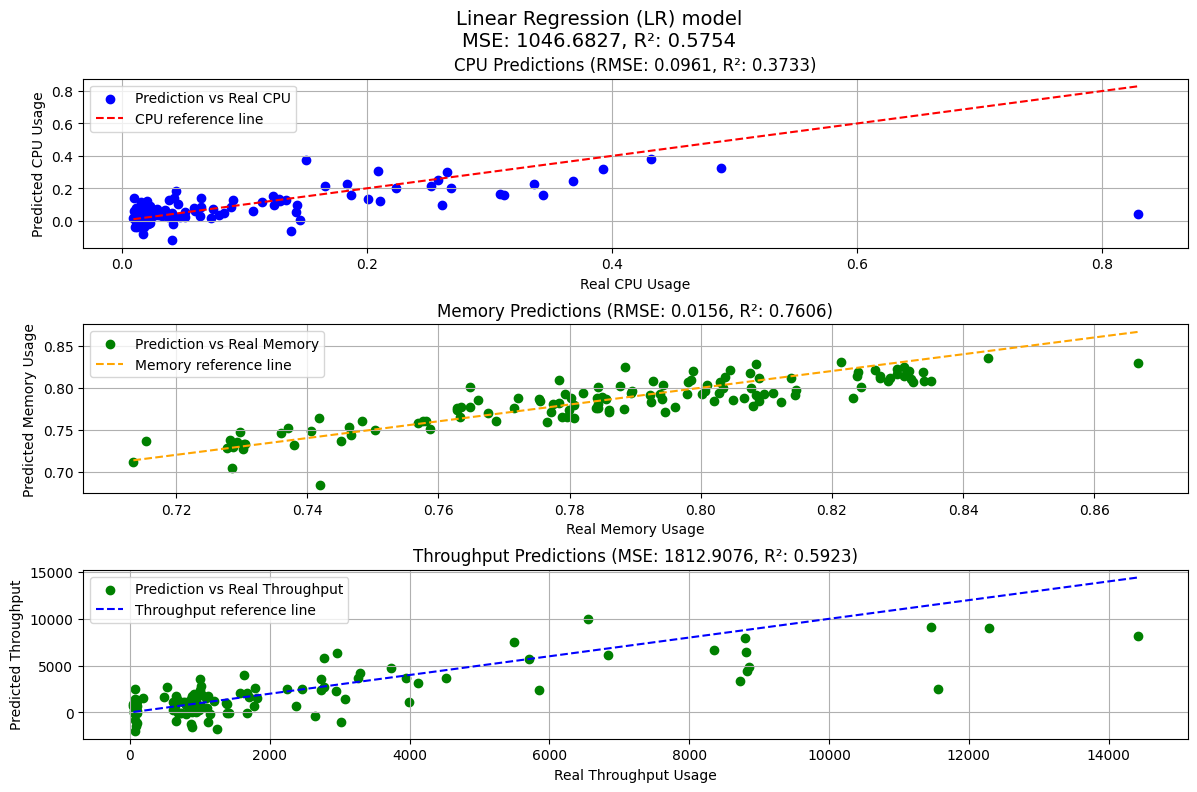 Linear Regression (LR) model
MSE: 1046.6827, R²: 0.5754
CPU Predictions (RMSE: 0.0961, R²: 0.3733)
Prediction vs Real CPU
CPU reference line
Predicted CPU Usage
0.8
0.6
0.4
0.2
0.0
0.0 0.2 0.4 0.6 0.8
Real CPU Usage
Memory Predictions (RMSE: 0.0156, R²: 0.7606)
Prediction vs Real Memory
Memory reference line
Predicted Memory Usage
0.85
0.80
0.75
0.70
0.72 0.74 0.76 0.78 0.80 0.82 0.84 0.86
Real Memory Usage
Throughput Predictions (MSE: 1812.9076, R²: 0.5923)
Prediction vs Real Throughput
Throughput reference line
Predicted Throughput
15000
10000
5000
0
0 2000 4000 6000 8000 10000 12000 14000
Real Throughput Usage